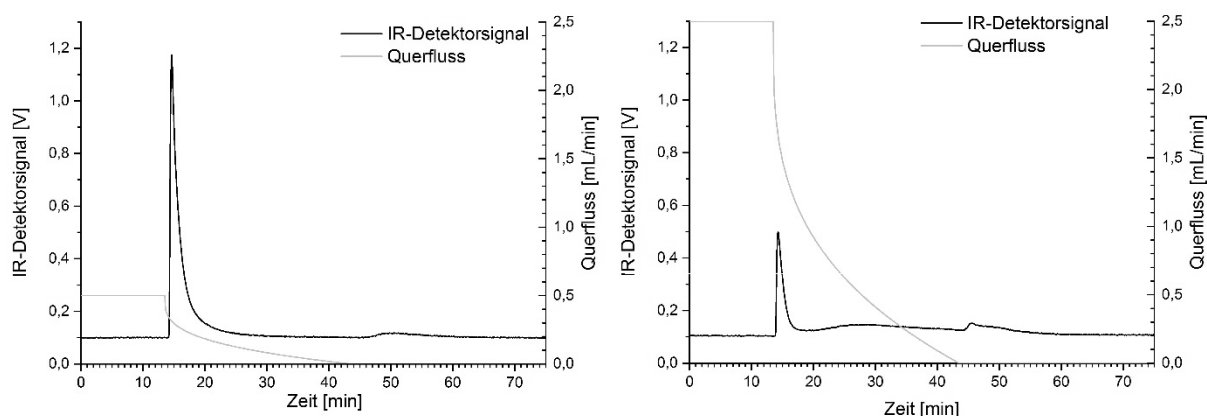 IR-Detektorsignal
Querfluss
IR-Detektorsignal [V]
1,2
1,0
0,8
0,6
0,4
0,2
0,0
0 10 20 30 40 50 60 70
Zeit [min]
2,5
2,0
1,5
1,0
0,5
0,0
Querfluss [mL/min]
IR-Detektorsignal
Querfluss
IR-Detektorsignal [V]
1,2
1,0
0,8
0,6
0,4
0,2
0,0
0 10 20 30 40 50 60 70
Zeit [min]
2,5
2,0
1,5
1,0
0,5
0,0
Querfluss [mL/min]